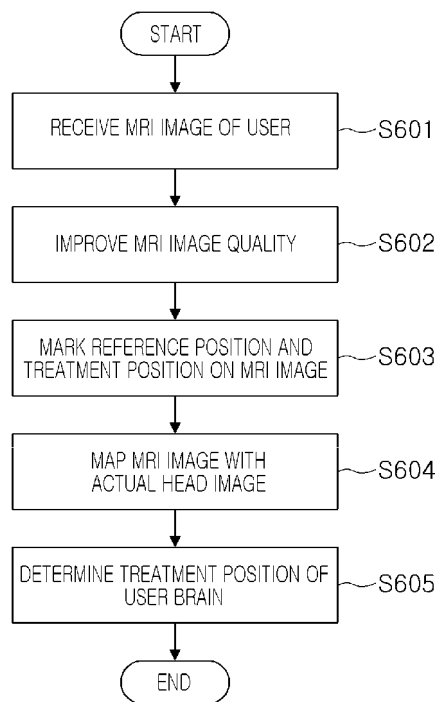 START
RECEIVE MRI IMAGE OF USER
S601
IMPROVE MRI IMAGE QUALITY
S602
MARK REFERENCE POSITION AND
TREATMENT POSITION ON MRI IMAGE
S603
MAP MRI IMAGE WITH
ACTUAL HEAD IMAGE
S604
DETERMINE TREATMENT POSITION OF
USER BRAIN
S605
END